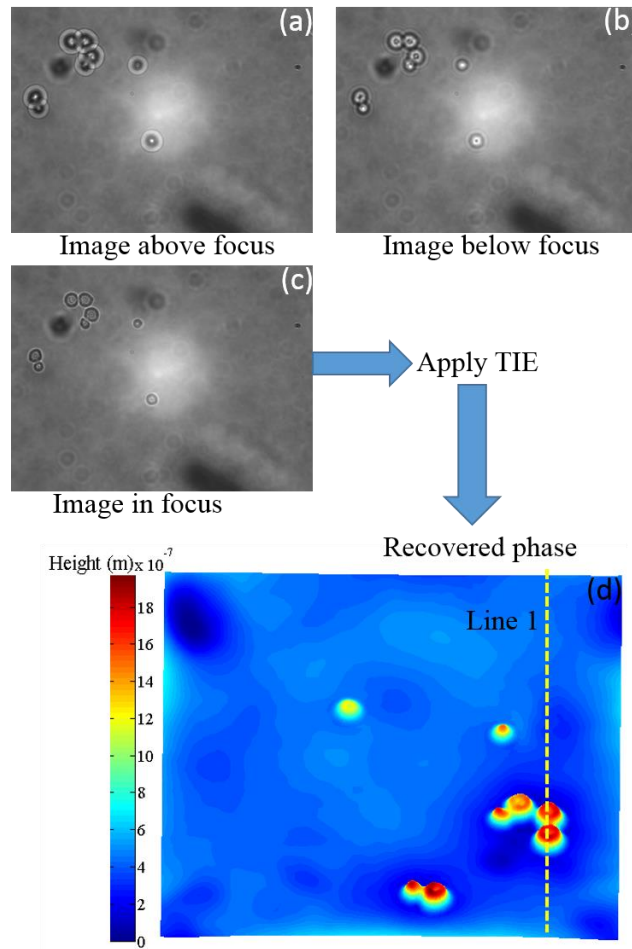 (a)
(b)
Image above focus
Image below focus
(c)
Apply TIE
Image in focus
Recovered phase
Height (m)x 10⁻⁷
(d)
Line 1
18
16
14
12
10
8
6
4
2
0